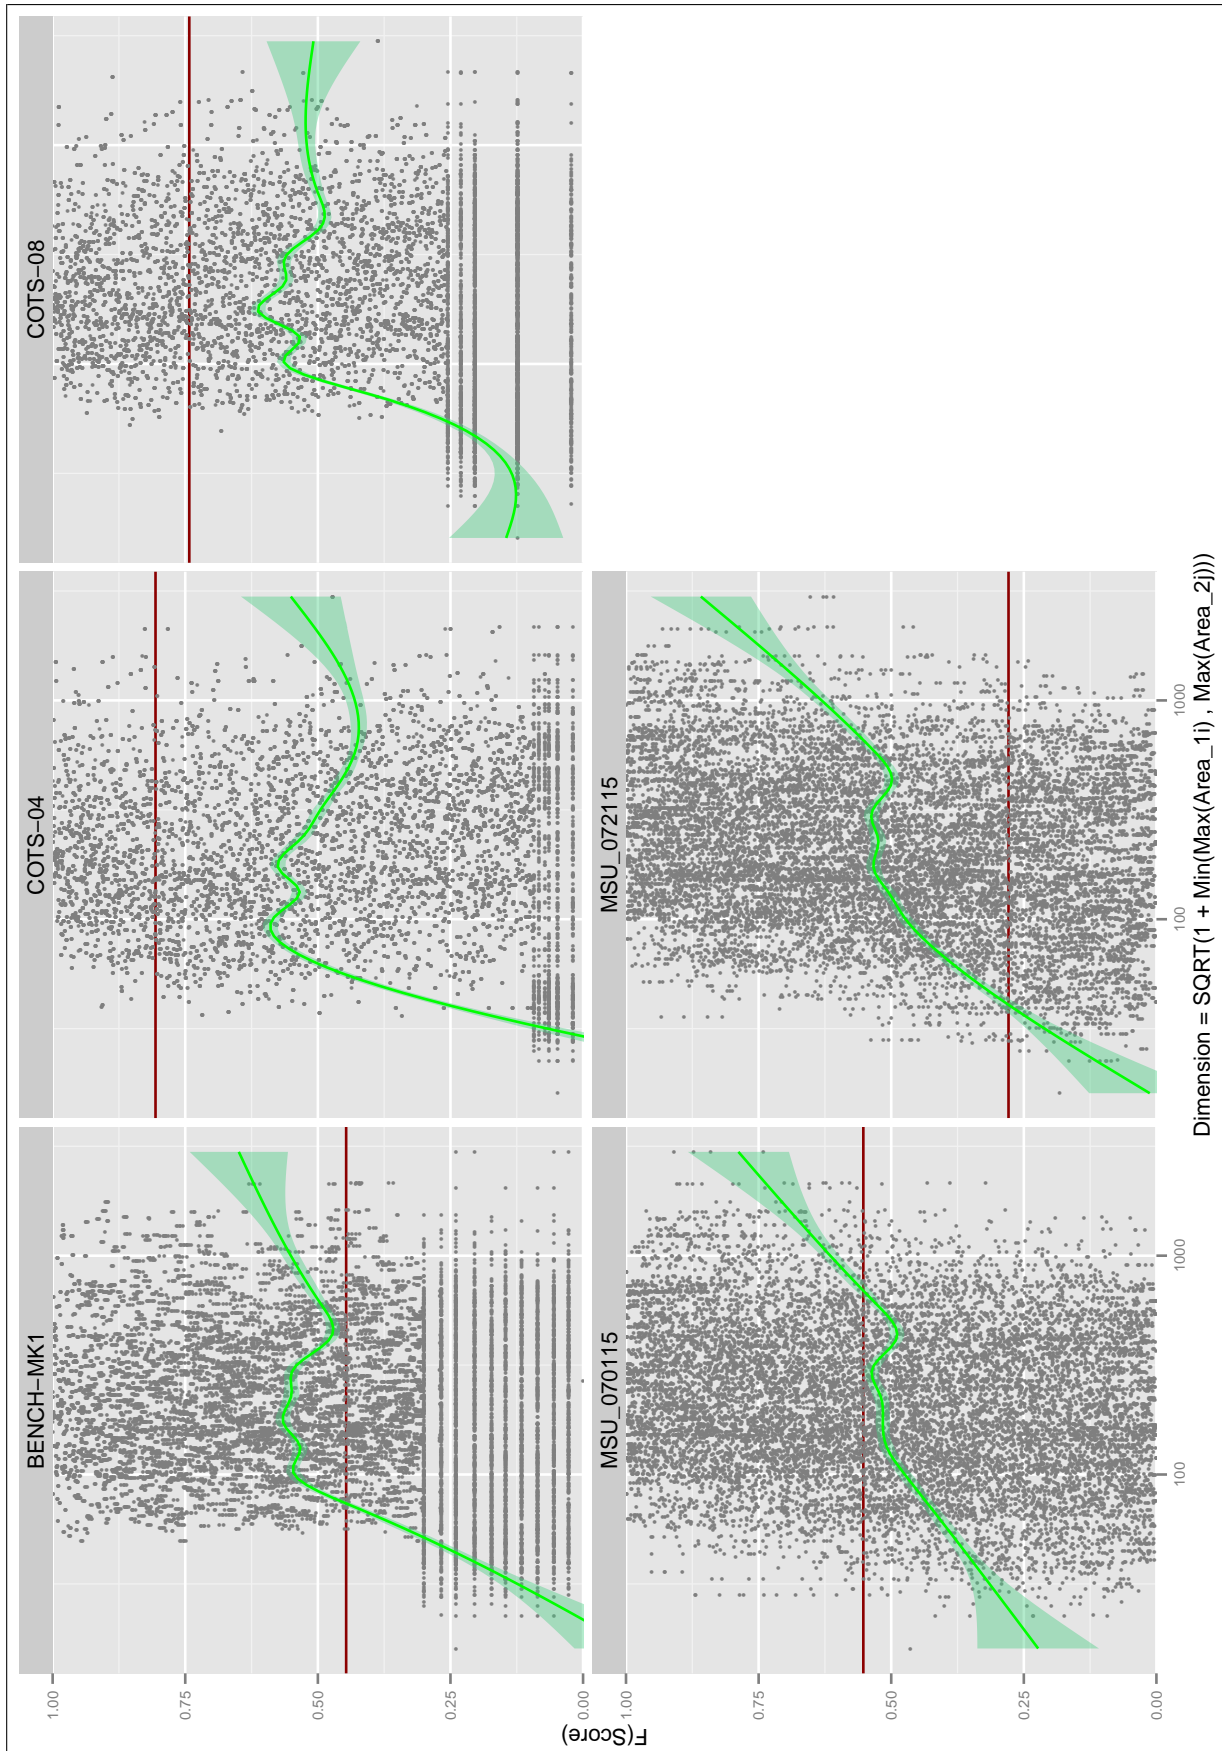 BENCH−MK1
COTS−04
COTS−08
1.00
0.75
0.50
0.25
0.00
MSU_070115
MSU_072115
1.00
0.75
0.50
0.25
0.00
100
1000
100
1000
Dimension = SQRT(1 + Min(Max(Area_1i) , Max(Area_2j)))
F(Score)